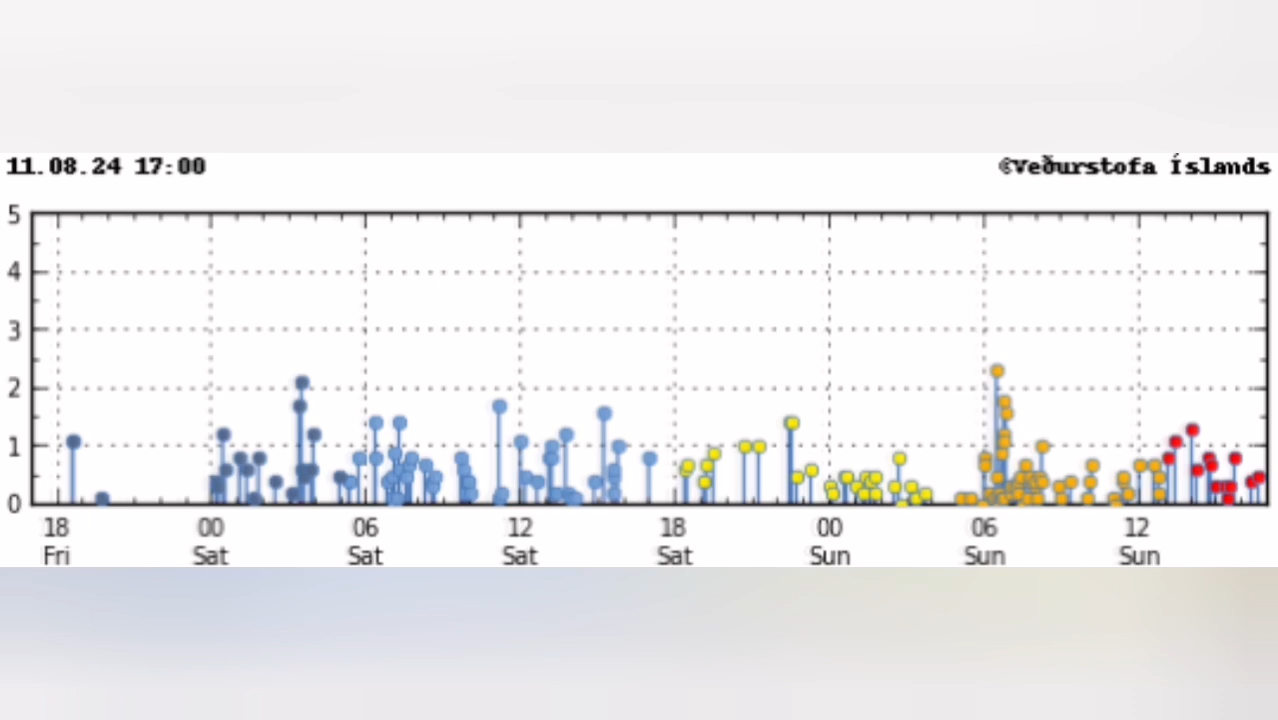 11.08.24 17:00
©Veðurstofa Íslands
5
4
3
2
1
0
18 00 06 12 18 00 06 12
Fri Sat Sat Sat Sat Sun Sun Sun